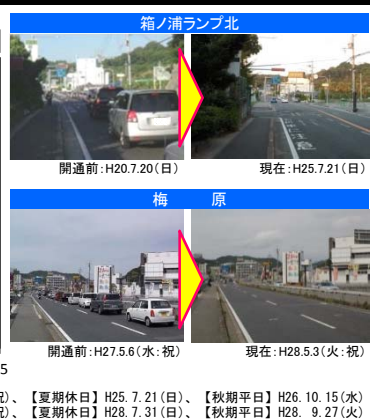 箱ノ浦ランプ北
開通前:H20.7.20(日)
現在:H25.7.21(日)
梅 原
開通前:H27.5.6(水:祝)
現在:H28.5.3(火:祝)
5
祝)、【夏期休日】H25.7.21(日)、【秋期平日】H26.10.15(水)
祝)、【夏期休日】H28.7.31(日)、【秋期平日】H28. 9.27(火)